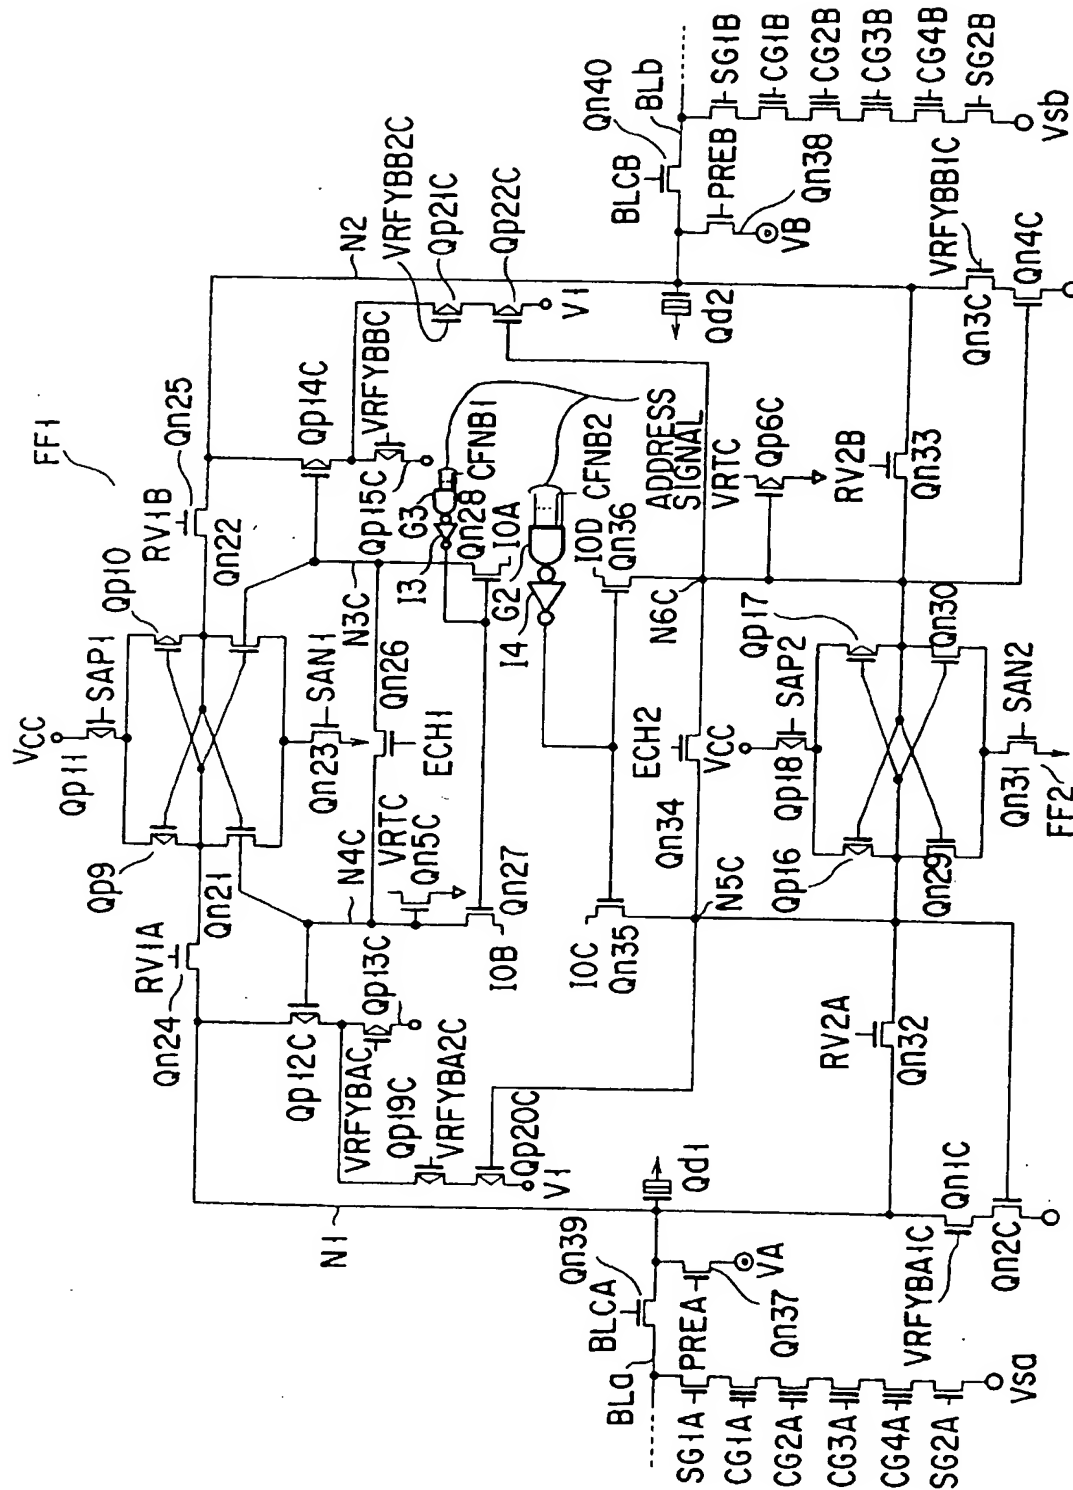 FF1
Vcc
SAP1
Qp11
Qp10
RV1B
Qn25
Qn22
N2
Qp9
Qn21
RV1A
Qn24
Qn23
SAN1
Qp14C
VRFYBBC
Qp15C
VRFYBB2C
Qp21C
Qp22C
V1
N4C
N3C
Qn26
ECH1
VRTC
Qn5C
Qp12C
Qp13C
VRFYBAC
Qp19C
VRFYBA2C
Qp20C
V1
N1
G3
CFNB1
I3
Qn28
IOA
G2
CFNB2
I4
ADDRESS
SIGNAL
Qn27
IOB
IOD
Qn36
IOC
Qn35
N6C
N5C
ECH2
Qn34
VRTC
Qp6C
Vcc
SAP2
Qp18
Qp17
Qp16
Qn30
Qn29
SAN2
Qn31
FF2
RV2B
Qn33
RV2A
Qn32
Qd2
Qd1
BLCB
Qn40
BLb
PREB
Qn38
VB
SG1B
CG1B
CG2B
CG3B
CG4B
SG2B
Vsb
VRFYBB1C
Qn3C
Qn4C
BLCA
Qn39
BLa
PREA
Qn37
VA
SG1A
CG1A
CG2A
CG3A
CG4A
SG2A
Vsa
VRFYBA1C
Qn1C
Qn2C